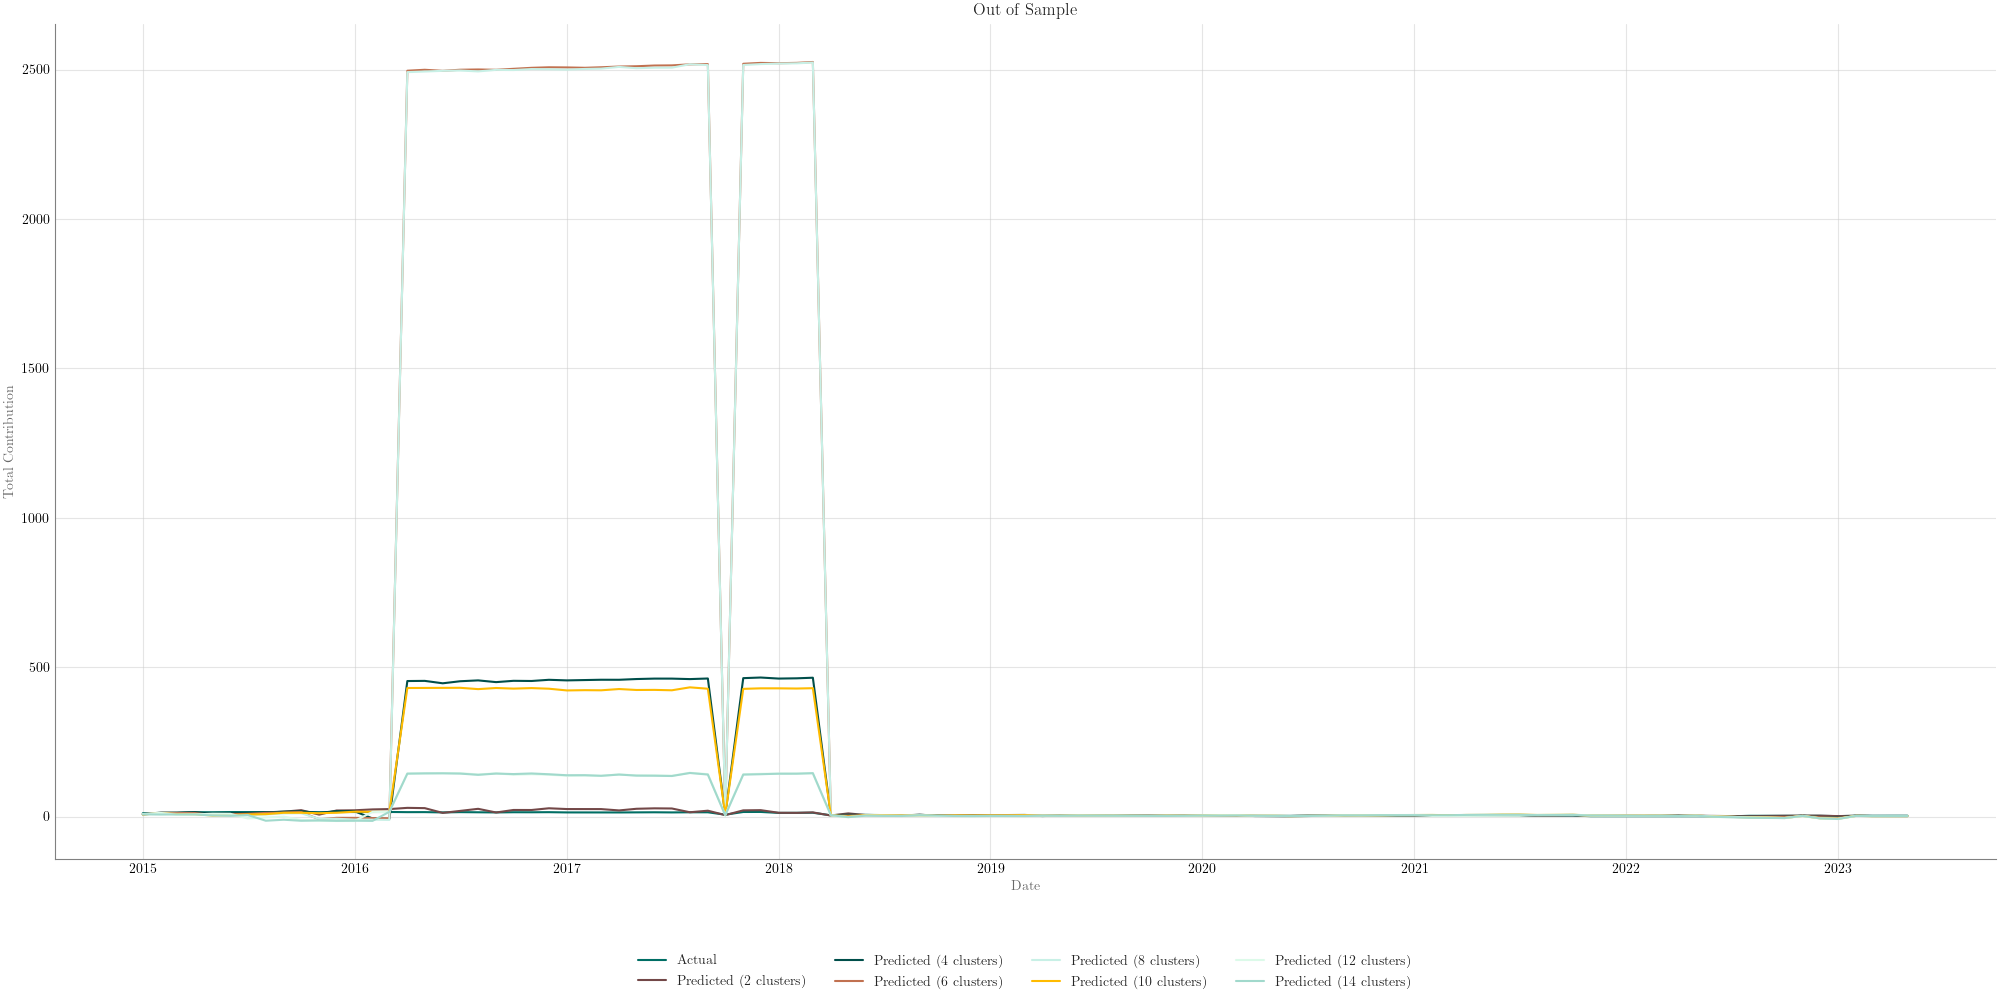 Out of Sample
2500
2000
1500
1000
500
0
Total Contribution
2015 2016 2017 2018 2019 2020 2021 2022 2023
Date
Actual Predicted (4 clusters) Predicted (8 clusters) Predicted (12 clusters)
Predicted (2 clusters) Predicted (6 clusters) Predicted (10 clusters) Predicted (14 clusters)